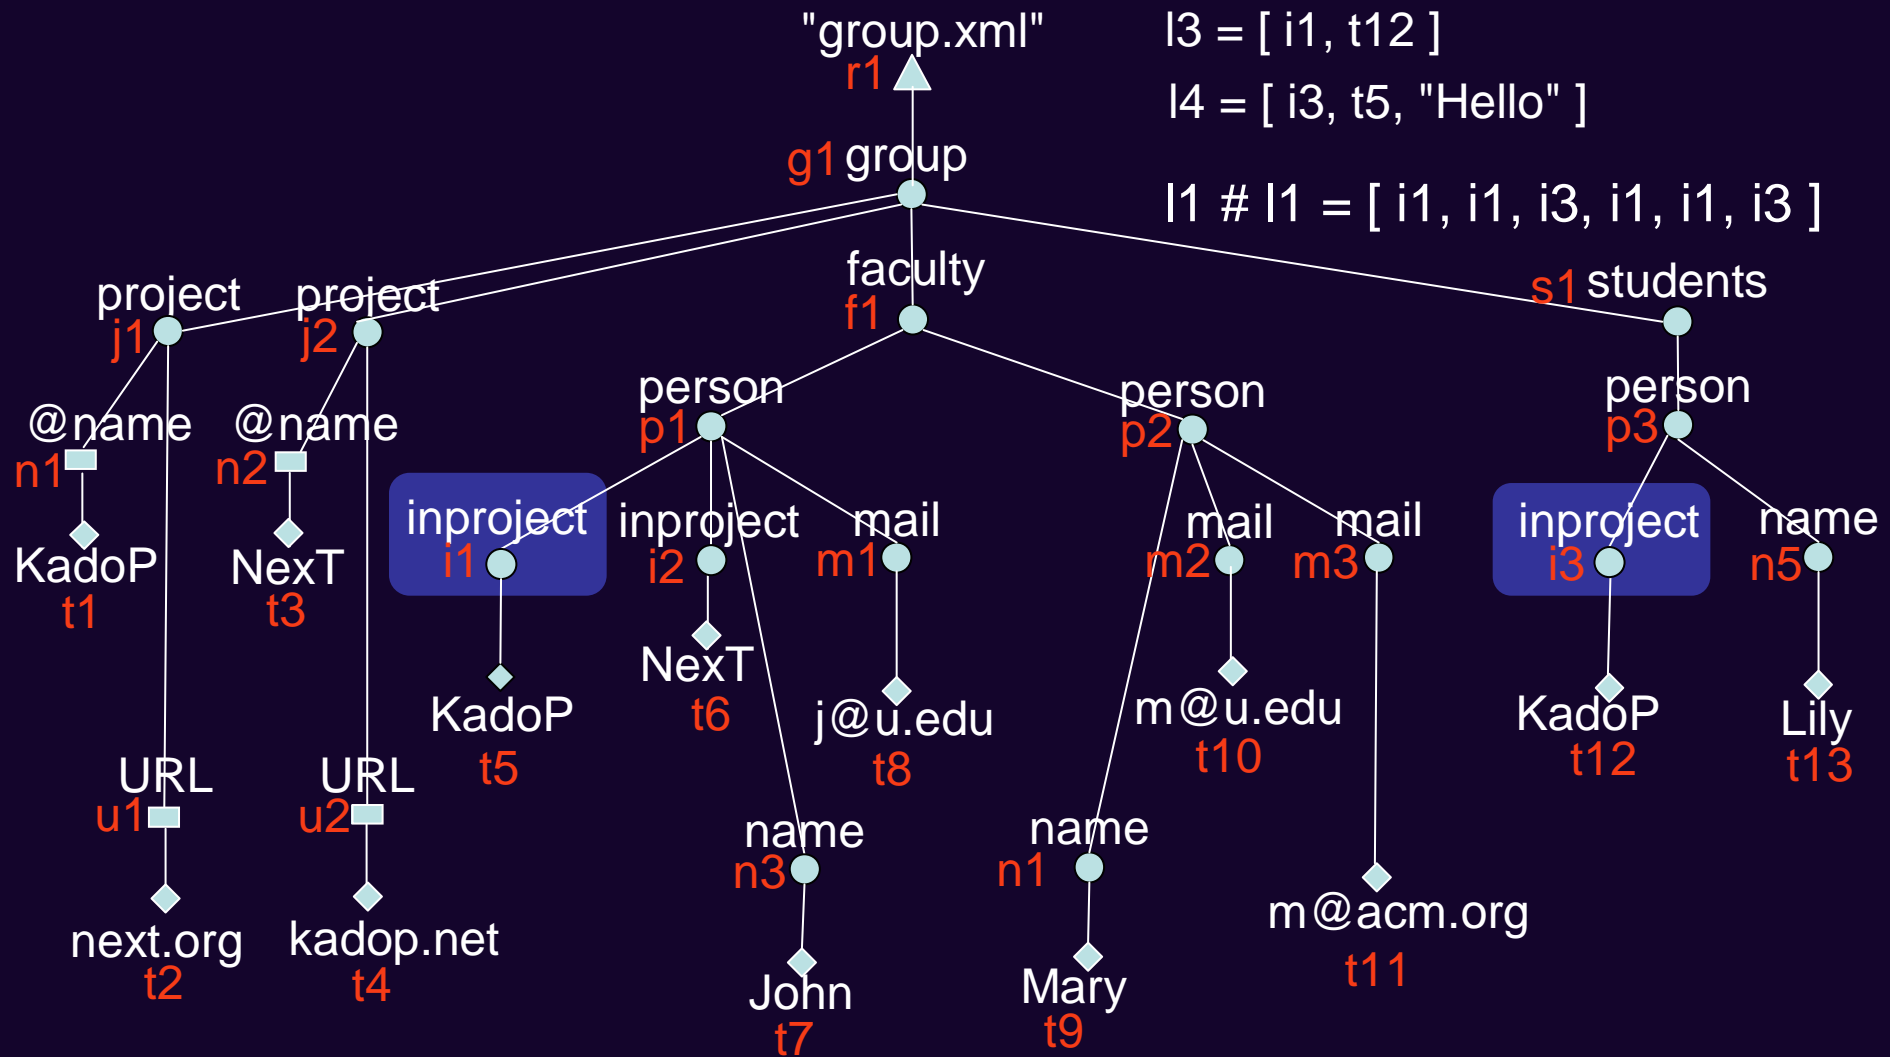 "group.xml"
r1
l3 = [ i1, t12 ]
l4 = [ i3, t5, "Hello" ]
g1 group
l1 # l1 = [ i1, i1, i3, i1, i1, i3 ]
project
j1
project
j2
faculty
f1
s1 students
@name
n1
@name
n2
person
p1
person
p2
person
p3
KadoP
t1
NexT
t3
inproject
i1
inproject
i2
mail
m1
mail
m2
mail
m3
inproject
i3
name
n5
KadoP
t5
NexT
t6
j@u.edu
t8
m@u.edu
t10
KadoP
t12
Lily
t13
URL
u1
URL
u2
name
n3
name
n1
next.org
t2
kadop.net
t4
John
t7
Mary
t9
m@acm.org
t11